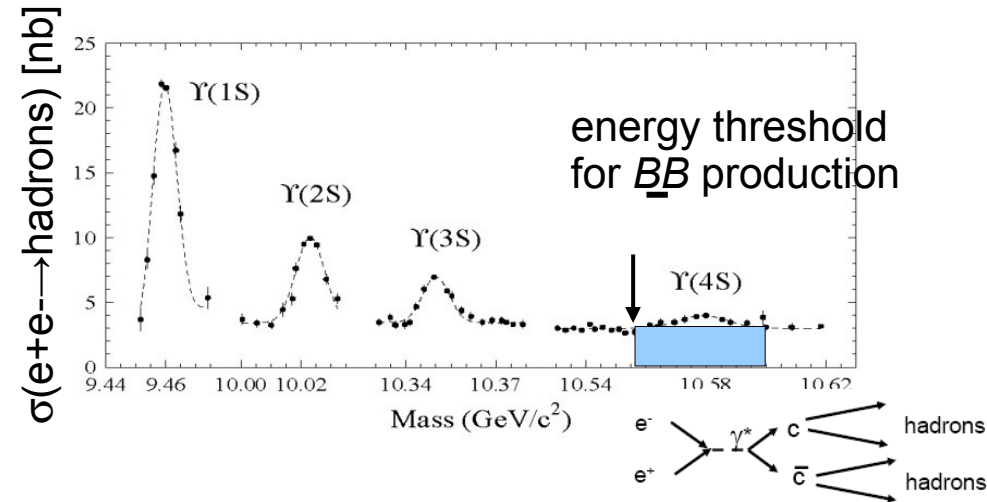 σ(e+e-→hadrons) [nb]
25
20
15
10
5
0
ϒ(1S)
ϒ(2S)
ϒ(3S)
ϒ(4S)
energy threshold
for BB production
9.44 9.46 10.00 10.02 10.34 10.37 10.54 10.58 10.62
Mass (GeV/c²)
e⁻
e⁺
γ*
c
c̅
hadrons
hadrons